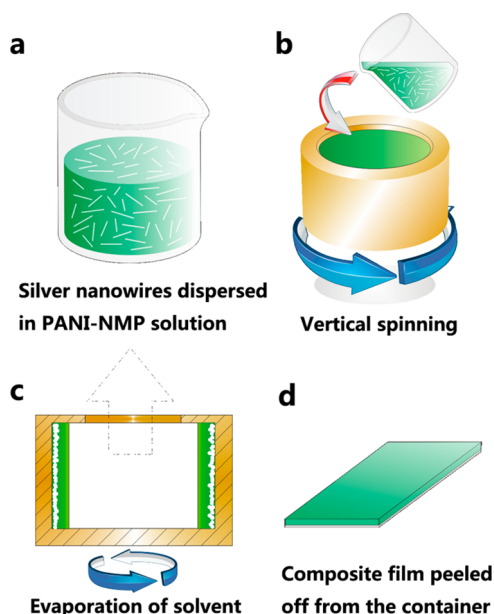 a
Silver nanowires dispersed
in PANI-NMP solution
b
Vertical spinning
c
Evaporation of solvent
d
Composite film peeled
off from the container